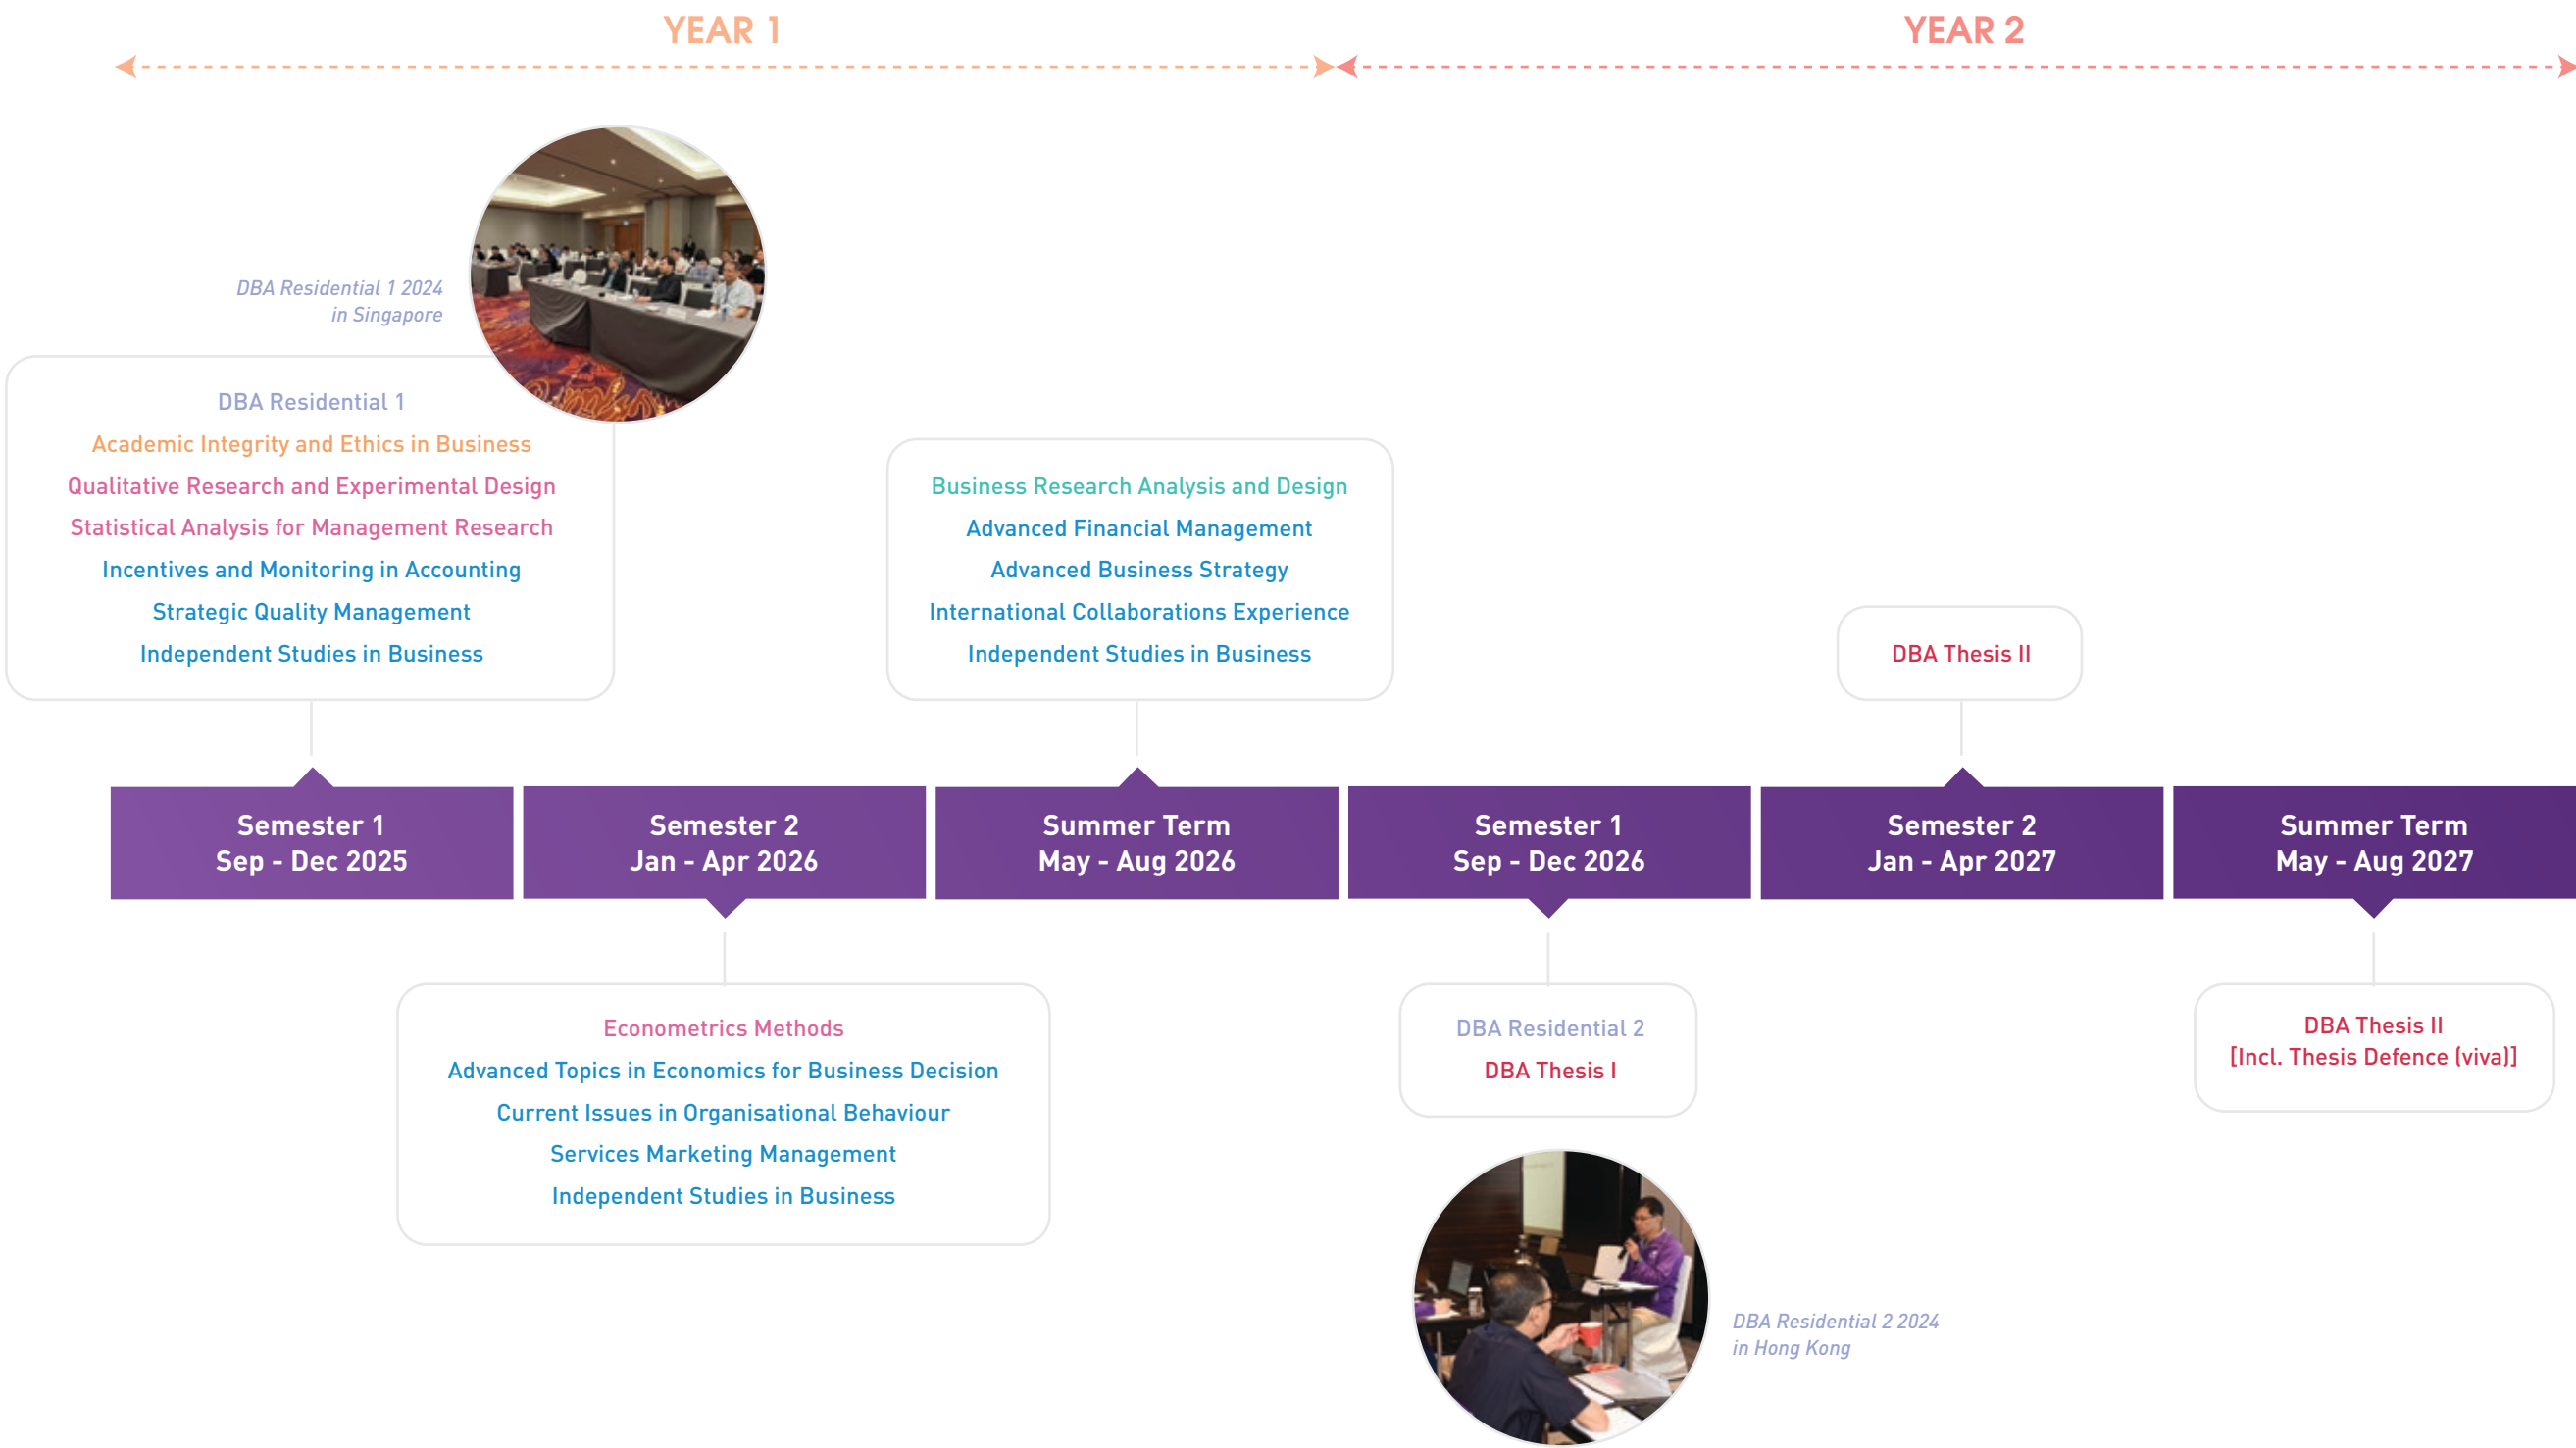 YEAR 1
YEAR 2
DBA Residential 1 2024
in Singapore
DBA Residential 1
Academic Integrity and Ethics in Business
Qualitative Research and Experimental Design
Statistical Analysis for Management Research
Incentives and Monitoring in Accounting
Strategic Quality Management
Independent Studies in Business
Business Research Analysis and Design
Advanced Financial Management
Advanced Business Strategy
International Collaborations Experience
Independent Studies in Business
DBA Thesis II
Semester 1
Sep - Dec 2025
Semester 2
Jan - Apr 2026
Summer Term
May - Aug 2026
Semester 1
Sep - Dec 2026
Semester 2
Jan - Apr 2027
Summer Term
May - Aug 2027
Econometrics Methods
Advanced Topics in Economics for Business Decision
Current Issues in Organisational Behaviour
Services Marketing Management
Independent Studies in Business
DBA Residential 2
DBA Thesis I
DBA Thesis II
[Incl. Thesis Defence (viva)]
DBA Residential 2 2024
in Hong Kong